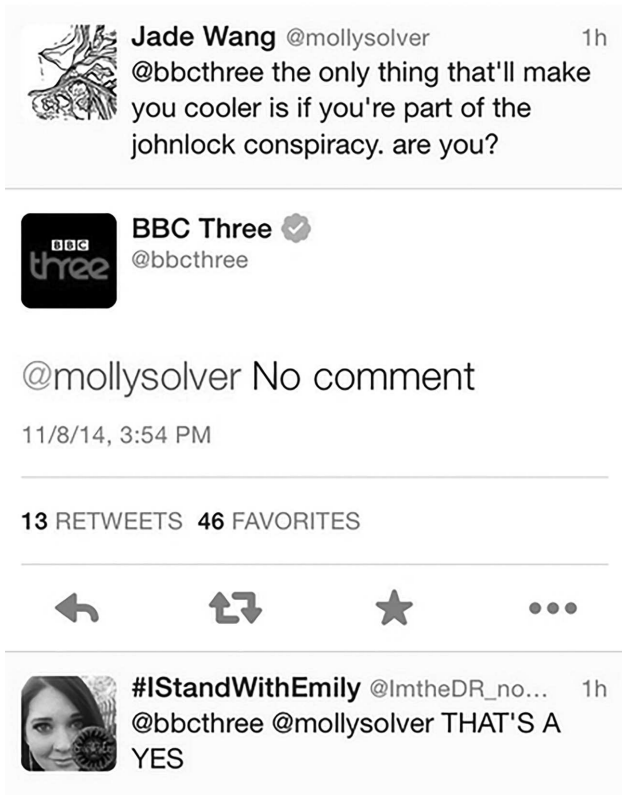 Jade Wang @mollysolver 1h
@bbcthree the only thing that'll make
you cooler is if you're part of the
johnlock conspiracy. are you?
BBC
three
BBC Three
@bbcthree
@mollysolver No comment
11/8/14, 3:54 PM
13 RETWEETS 46 FAVORITES
#IStandWithEmily @ImtheDR_no... 1h
@bbcthree @mollysolver THAT'S A
YES